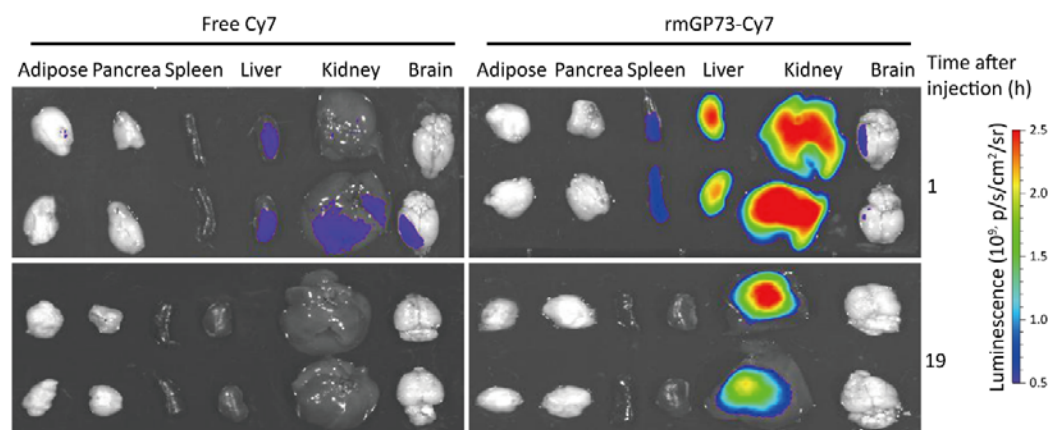 Free Cy7
rmGP73-Cy7
Adipose Pancrea Spleen Liver Kidney Brain
Adipose Pancrea Spleen Liver Kidney Brain
Time after
injection (h)
1
19
2.5
2.0
1.5
1.0
0.5
Luminescence (10⁹· p/s/cm²/sr)